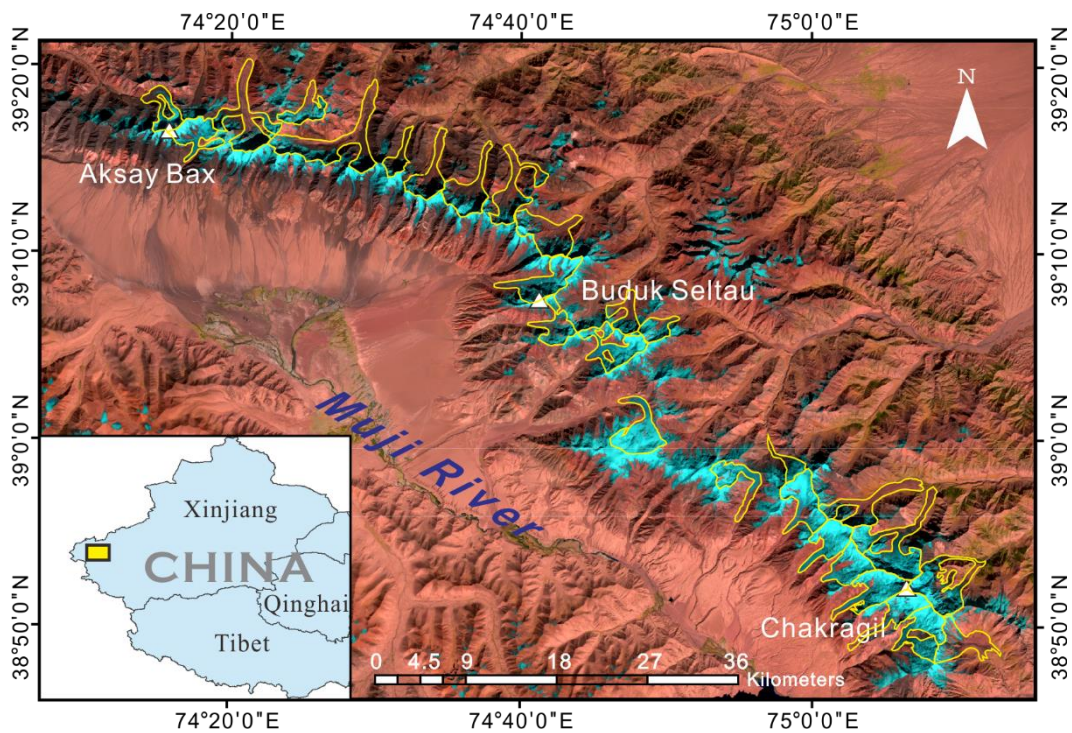 74°20'0"E 74°40'0"E 75°0'0"E
39°20'0"N 39°20'0"N
N
Aksay Bax
39°10'0"N 39°10'0"N
Buduk Seltau
Muji River
39°0'0"N 39°0'0"N
Xinjiang
CHINA
Qinghai
Tibet
Chakragil
38°50'0"N 38°50'0"N
0 4.5 9 18 27 36
Kilometers
74°20'0"E 74°40'0"E 75°0'0"E